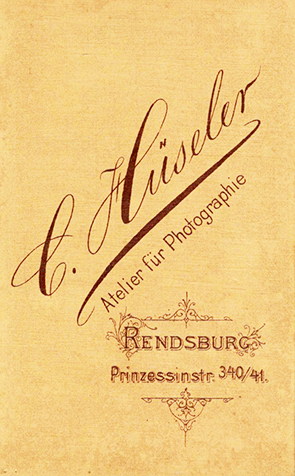 C. Hüseler
Atelier für Photographie
RENDSBURG
Prinzessinstr. 340/41.